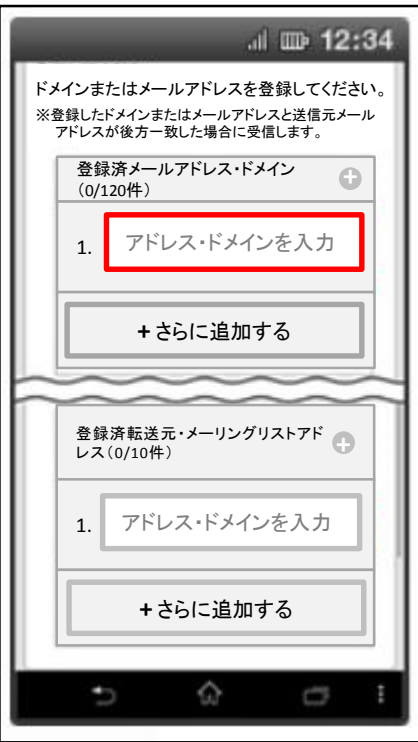 12:34
ドメインまたはメールアドレスを登録してください。
※登録したドメインまたはメールアドレスと送信元メール
アドレスが後方一致した場合に受信します。
登録済メールアドレス・ドメイン
（0/120件）
1. アドレス・ドメインを入力
+さらに追加する
登録済転送元・メーリングリストアド
レス（0/10件）
1. アドレス・ドメインを入力
+さらに追加する